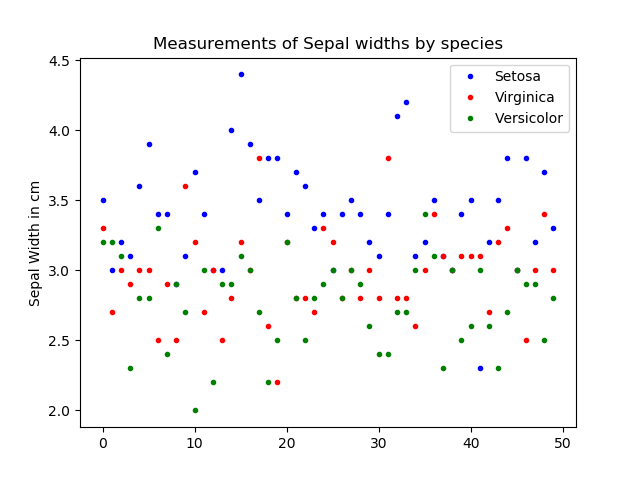 Measurements of Sepal widths by species
Setosa
Virginica
Versicolor
Sepal Width in cm
4.5
4.0
3.5
3.0
2.5
2.0
0 10 20 30 40 50